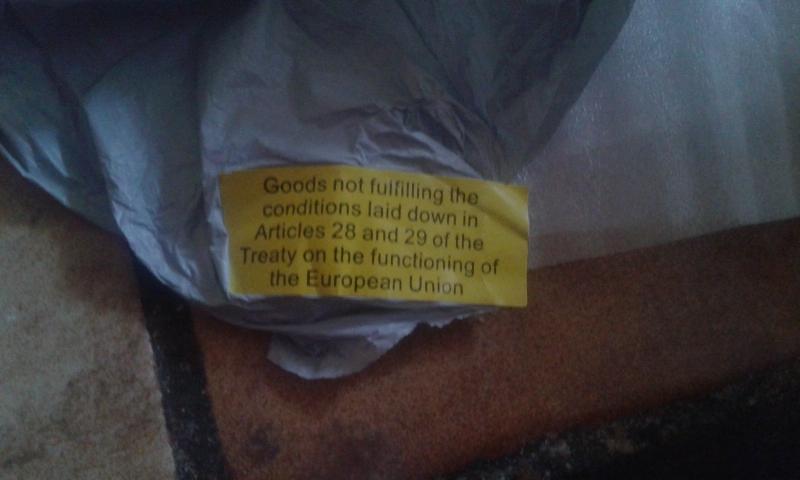 Goods not fulfilling the
conditions laid down in
Articles 28 and 29 of the
Treaty on the functioning of
the European Union